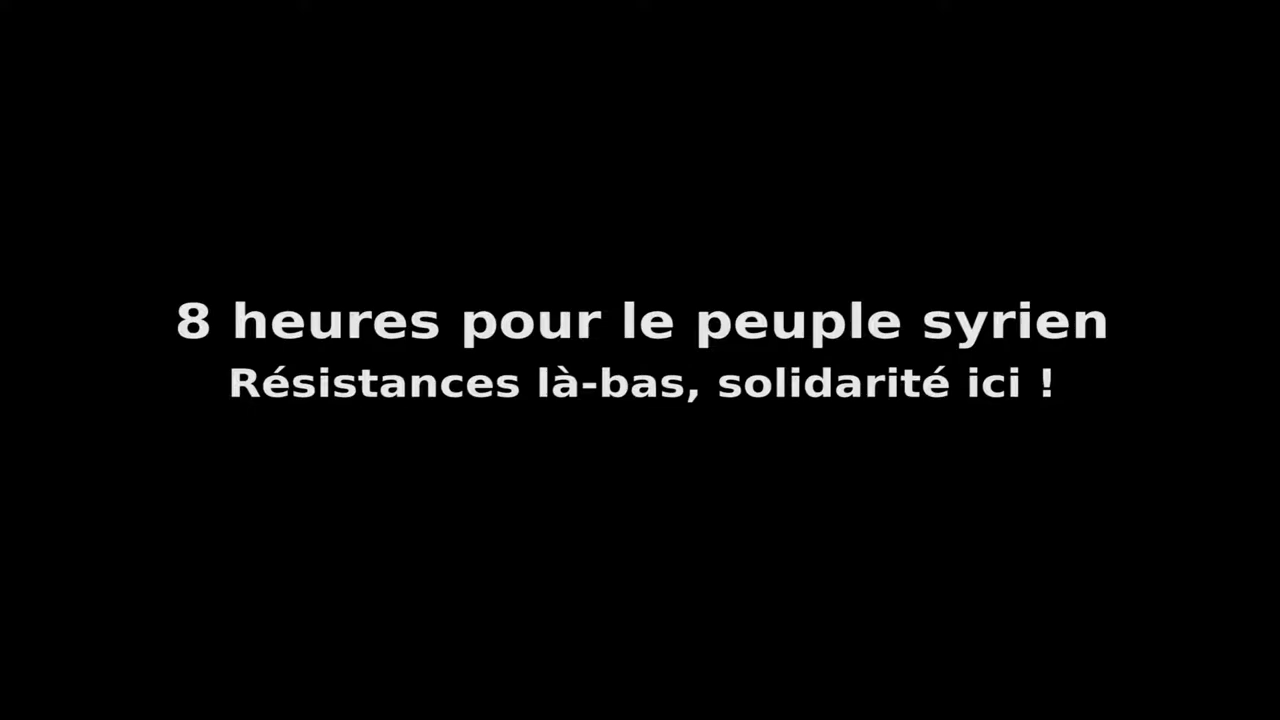 8 heures pour le peuple syrien
Résistances là-bas, solidarité ici !